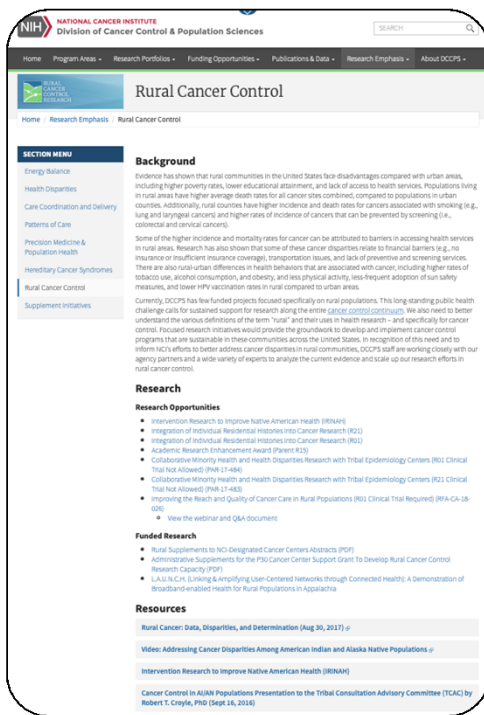 NIH
NATIONAL CANCER INSTITUTE
Division of Cancer Control & Population Sciences
SEARCH
Home Program Areas Research Portfolios Funding Opportunities Publications & Data Research Emphasis About DCCPS
RURAL
CANCER
CONTROL
RESEARCH
Rural Cancer Control
Home / Research Emphasis / Rural Cancer Control
SECTION MENU
Energy Balance
Health Disparities
Care Coordination and Delivery
Patterns of Care
Precision Medicine &
Population Health
Hereditary Cancer Syndromes
Rural Cancer Control
Supplement Initiatives
Background
Evidence has shown that rural communities in the United States face disadvantages compared with urban areas,
including higher poverty rates, lower educational attainment, and lack of access to health services. Populations living
in rural areas have higher average death rates for all cancer sites combined, compared to populations in urban
counties. Additionally, rural counties have higher incidence and death rates for cancers associated with smoking (e.g.,
lung and laryngeal cancers) and higher rates of incidence of cancers that can be prevented by screening (i.e.,
colorectal and cervical cancers).
Some of the higher incidence and mortality rates for cancer can be attributed to barriers in accessing health services
in rural areas. Research has also shown that some of these cancer disparities relate to financial barriers (e.g., no
insurance or insufficient insurance coverage), transportation issues, and lack of preventive and screening services.
There are also rural-urban differences in health behaviors that are associated with cancer, including higher rates of
tobacco use, alcohol consumption, and obesity, and less physical activity, less-frequent adoption of sun safety
measures, and lower HPV vaccination rates in rural compared to urban areas.
Currently, DCCPS has few funded projects focused specifically on rural populations. This long-standing public health
challenge calls for sustained support for research along the entire cancer control continuum. We also need to better
understand the various definitions of the term "rural" and their uses in health research – and specifically for cancer
control. Focused research initiatives would provide the groundwork to develop and implement cancer control
programs that are sustainable in these communities across the United States. In recognition of this need and to
inform NCI's efforts to better address cancer disparities in rural communities, DCCPS staff are working closely with our
agency partners and a wide variety of experts to analyze the current evidence and scale up our research efforts in
rural cancer control.
Research
Research Opportunities
• Intervention Research to Improve Native American Health (IRINAH)
• Integration of Individual Residential Histories into Cancer Research (R21)
• Integration of Individual Residential Histories into Cancer Research (R01)
• Academic Research Enhancement Award (Parent R15)
• Collaborative Minority Health and Health Disparities Research with Tribal Epidemiology Centers (R01 Clinical
Trial Not Allowed) (PAR-17-484)
• Collaborative Minority Health and Health Disparities Research with Tribal Epidemiology Centers (R21 Clinical
Trial Not Allowed) (PAR-17-483)
• Improving the Reach and Quality of Cancer Care in Rural Populations (R01 Clinical Trial Required) (RFA-CA-18-
026)
View the webinar and Q&A document
Funded Research
• Rural Supplements to NCI-Designated Cancer Centers Abstracts (PDF)
• Administrative Supplements for the P30 Cancer Center Support Grant To Develop Rural Cancer Control
Research Capacity (PDF)
• L.A.U.N.C.H. (Linking & Amplifying User-Centered Networks through Connected Health): A Demonstration of
Broadband-enabled Health for Rural Populations in Appalachia
Resources
Rural Cancer: Data, Disparities, and Determination (Aug 30, 2017)
Video: Addressing Cancer Disparities Among American Indian and Alaska Native Populations
Intervention Research to Improve Native American Health (IRINAH)
Cancer Control in AI/AN Populations Presentation to the Tribal Consultation Advisory Committee (TCAC) by
Robert T. Croyle, PhD (Sept 16, 2016)